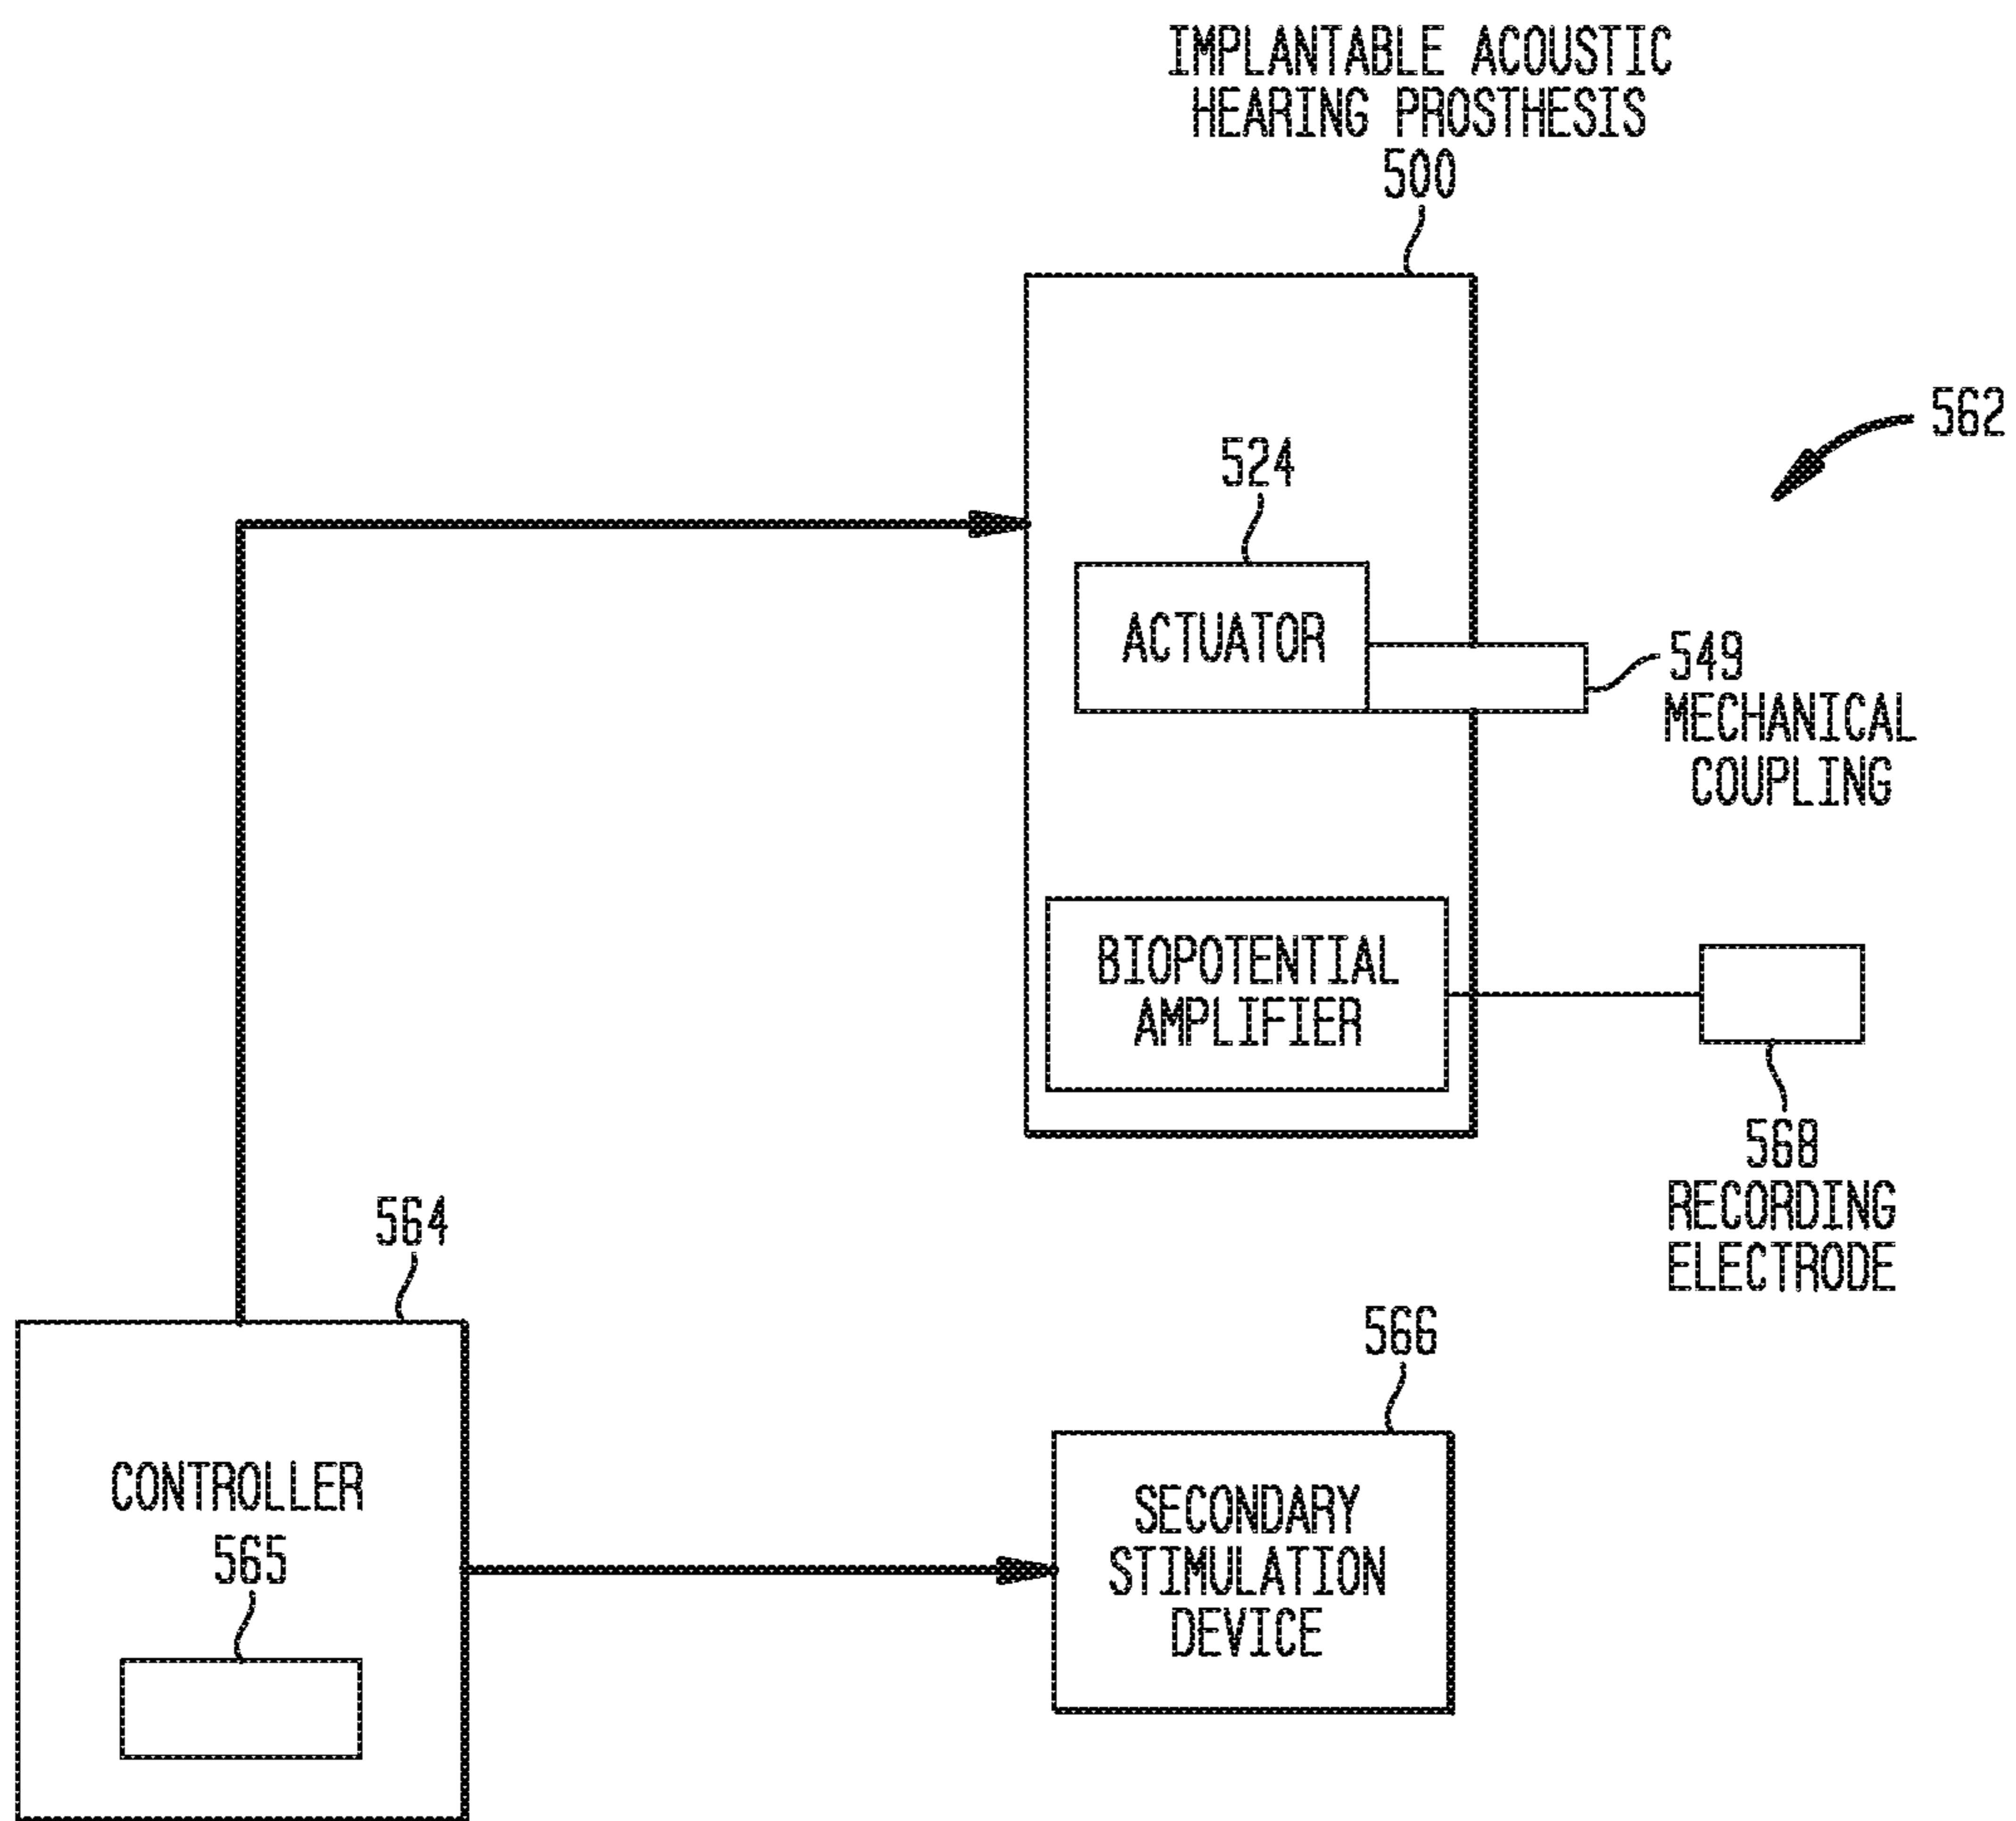 IMPLANTABLE ACOUSTIC
HEARING PROSTHESIS
500
562
524
ACTUATOR
549
MECHANICAL
COUPLING
BIOPOTENTIAL
AMPLIFIER
568
RECORDING
ELECTRODE
564
566
CONTROLLER
565
SECONDARY
STIMULATION
DEVICE